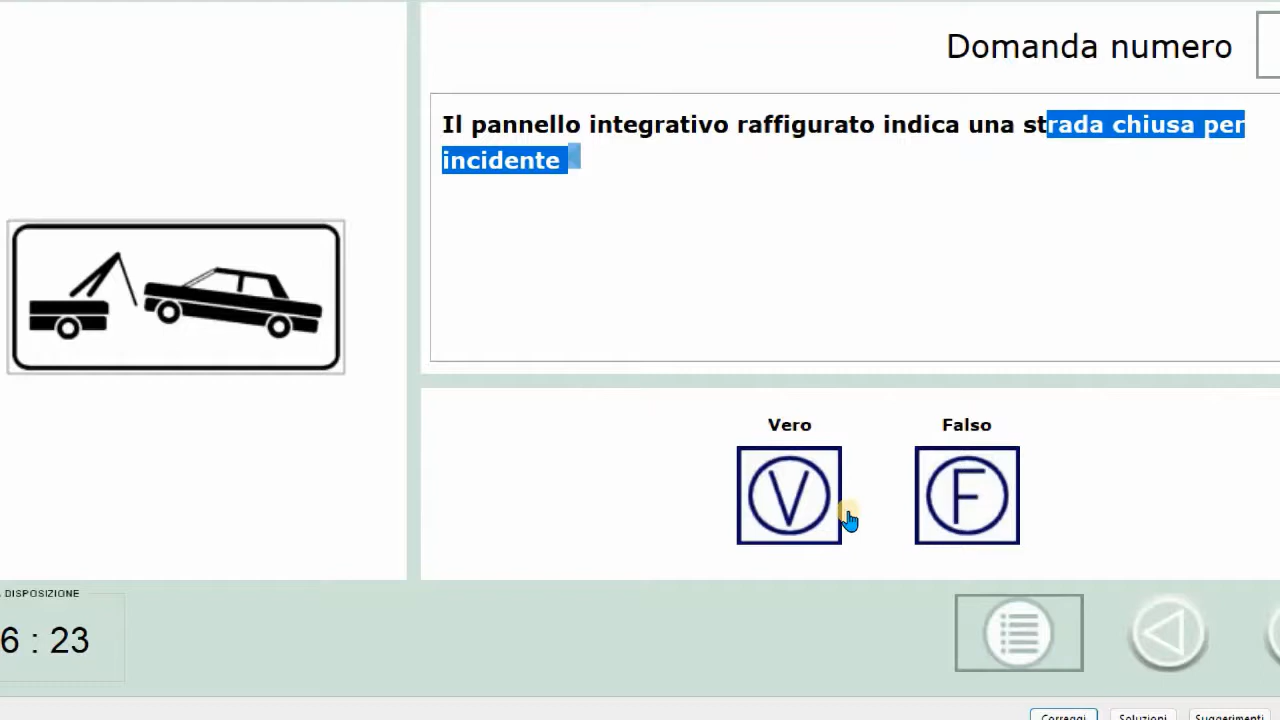 Domanda numero
Il pannello integrativo raffigurato indica una strada chiusa per
incidente
Vero
Falso
V
F
DISPOSIZIONE
6 : 23
Correggi
Soluzioni
Suggerimenti